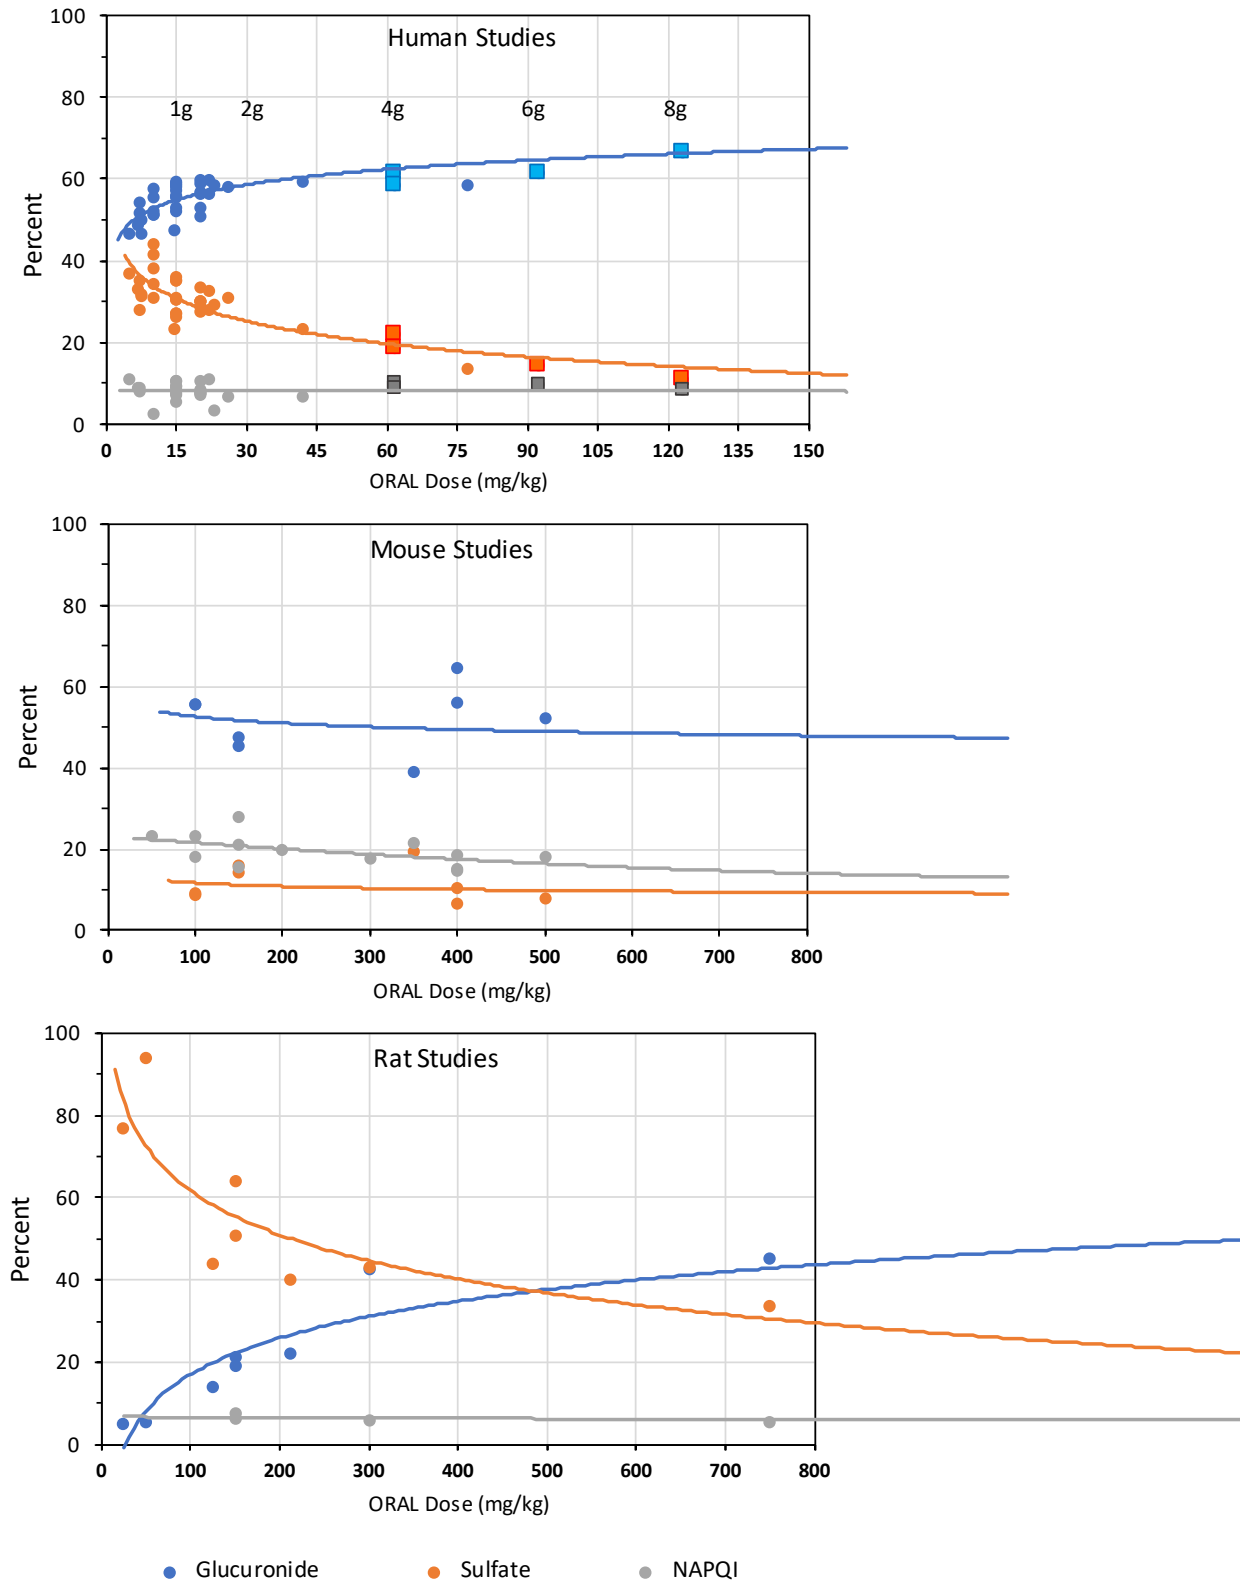 100
Human Studies
80
1g 2g 4g 6g 8g
60
Percent
40
20
0
0 15 30 45 60 75 90 105 120 135 150
ORAL Dose (mg/kg)
100
Mouse Studies
80
60
Percent
40
20
0
0 100 200 300 400 500 600 700 800
ORAL Dose (mg/kg)
100
Rat Studies
80
60
Percent
40
20
0
0 100 200 300 400 500 600 700 800
ORAL Dose (mg/kg)
Glucuronide Sulfate NAPQI